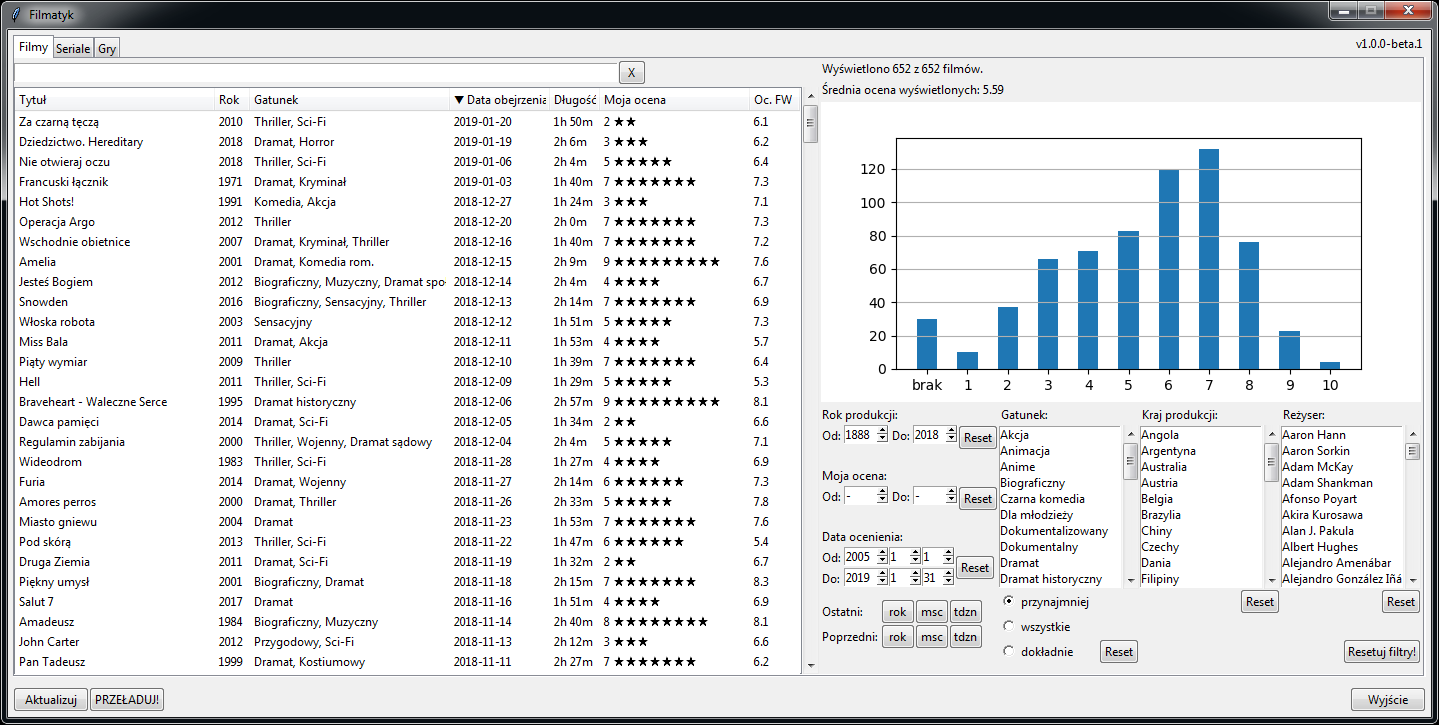 Filmatyk
Filmy Seriale Gry
v1.0.0-beta.1
X
Tytuł Rok Gatunek ▼ Data obejrzenia Długość Moja ocena Oc. FW
Za czarną tęczą 2010 Thriller, Sci-Fi 2019-01-20 1h 50m 2 ★★ 6.1
Dziedzictwo. Hereditary 2018 Dramat, Horror 2019-01-19 2h 6m 3 ★★★ 6.2
Nie otwieraj oczu 2018 Thriller, Sci-Fi 2019-01-06 2h 4m 5 ★★★★★ 6.4
Francuski łącznik 1971 Dramat, Kryminał 2019-01-03 1h 40m 7 ★★★★★★★ 7.3
Hot Shots! 1991 Komedia, Akcja 2018-12-27 1h 24m 3 ★★★ 7.1
Operacja Argo 2012 Thriller 2018-12-20 2h 0m 7 ★★★★★★★ 7.3
Wschodnie obietnice 2007 Dramat, Kryminał, Thriller 2018-12-16 1h 40m 7 ★★★★★★★ 7.2
Amelia 2001 Dramat, Komedia rom. 2018-12-15 2h 9m 9 ★★★★★★★★★ 7.6
Jesteś Bogiem 2012 Biograficzny, Muzyczny, Dramat spo 2018-12-14 2h 4m 4 ★★★★ 6.7
Snowden 2016 Biograficzny, Sensacyjny, Thriller 2018-12-13 2h 14m 7 ★★★★★★★ 6.9
Włoska robota 2003 Sensacyjny 2018-12-12 1h 51m 5 ★★★★★ 7.3
Miss Bala 2011 Dramat, Akcja 2018-12-11 1h 53m 4 ★★★★ 5.7
Piąty wymiar 2009 Thriller 2018-12-10 1h 39m 7 ★★★★★★★ 6.4
Hell 2011 Thriller, Sci-Fi 2018-12-09 1h 29m 5 ★★★★★ 5.3
Braveheart - Waleczne Serce 1995 Dramat historyczny 2018-12-06 2h 57m 9 ★★★★★★★★★ 8.1
Dawca pamięci 2014 Dramat, Sci-Fi 2018-12-05 1h 34m 2 ★★ 6.6
Regulamin zabijania 2000 Thriller, Wojenny, Dramat sądowy 2018-12-04 2h 4m 5 ★★★★★ 7.1
Wideodrom 1983 Thriller, Sci-Fi 2018-11-28 1h 27m 4 ★★★★ 6.9
Furia 2014 Dramat, Wojenny 2018-11-27 2h 14m 6 ★★★★★★ 7.3
Amores perros 2000 Dramat, Thriller 2018-11-26 2h 33m 5 ★★★★★ 7.8
Miasto gniewu 2004 Dramat 2018-11-23 1h 53m 7 ★★★★★★★ 7.6
Pod skórą 2013 Thriller, Sci-Fi 2018-11-22 1h 47m 6 ★★★★★★ 5.4
Druga Ziemia 2011 Dramat, Sci-Fi 2018-11-19 1h 32m 2 ★★ 6.7
Piękny umysł 2001 Biograficzny, Dramat 2018-11-18 2h 15m 7 ★★★★★★★ 8.3
Salut 7 2017 Dramat 2018-11-16 1h 51m 4 ★★★★ 6.9
Amadeusz 1984 Biograficzny, Muzyczny 2018-11-14 2h 40m 8 ★★★★★★★★ 8.1
John Carter 2012 Przygodowy, Sci-Fi 2018-11-13 2h 12m 3 ★★★ 6.6
Pan Tadeusz 1999 Dramat, Kostiumowy 2018-11-11 2h 27m 7 ★★★★★★★ 6.2
Wyświetlono 652 z 652 filmów.
Średnia ocena wyświetlonych: 5.59
120
100
80
60
40
20
0
brak 1 2 3 4 5 6 7 8 9 10
Rok produkcji:
Od: 1888 Do: 2018 Reset
Moja ocena:
Od: - Do: - Reset
Data ocenienia:
Od: 2005 1 1
Do: 2019 1 31
Reset
Ostatni: rok msc tdzn
Poprzedni: rok msc tdzn
Gatunek:
Akcja
Animacja
Anime
Biograficzny
Czarna komedia
Dla młodzieży
Dokumentalizowany
Dokumentalny
Dramat
Dramat historyczny
przynajmniej
wszystkie
dokładnie Reset
Kraj produkcji:
Angola
Argentyna
Australia
Austria
Belgia
Brazylia
Chiny
Czechy
Dania
Filipiny
Reset
Reżyser:
Aaron Hann
Aaron Sorkin
Adam McKay
Adam Shankman
Afonso Poyart
Akira Kurosawa
Alan J. Pakula
Albert Hughes
Alejandro Amenábar
Alejandro González Iñá
Reset
Resetuj filtry!
Aktualizuj PRZEŁADUJ! Wyjście